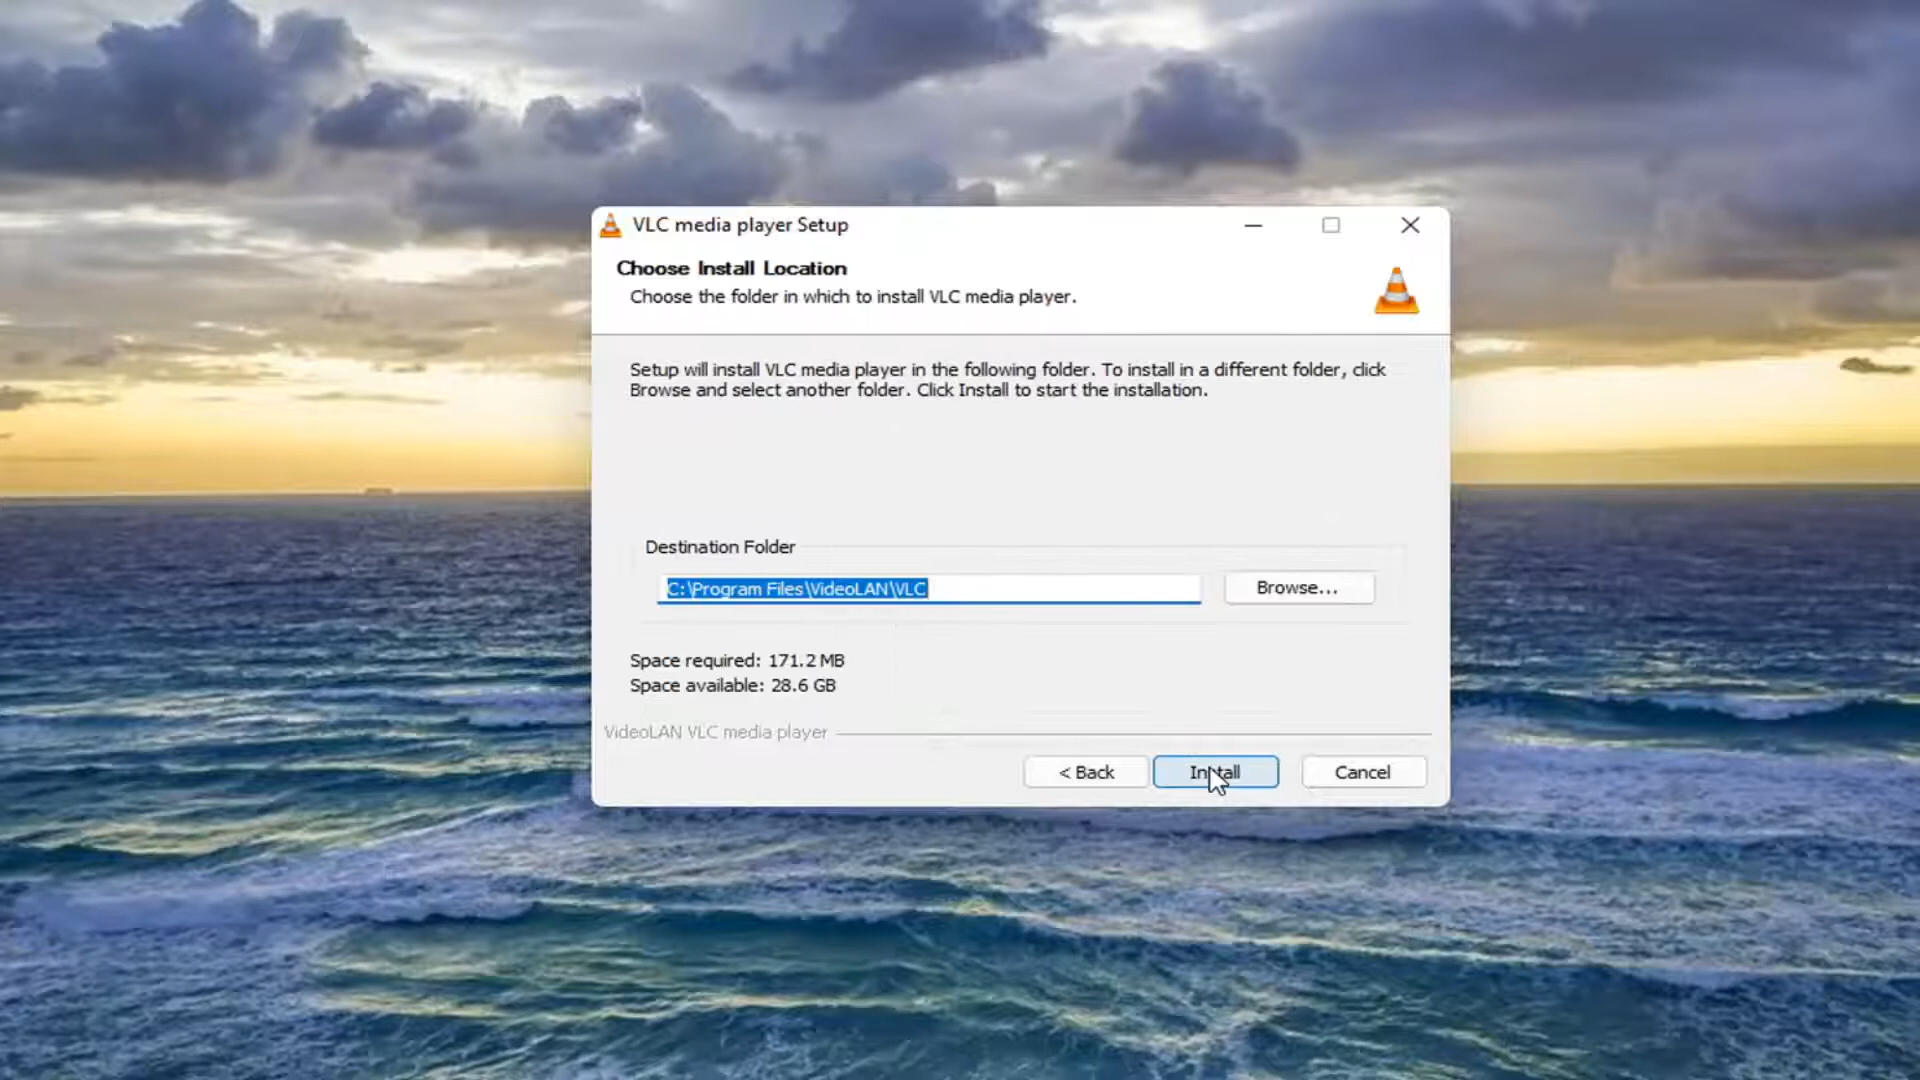 VLC media player Setup
Choose Install Location
Choose the folder in which to install VLC media player.
Setup will install VLC media player in the following folder. To install in a different folder, click
Browse and select another folder. Click Install to start the installation.
Destination Folder
C:\Program Files\VideoLAN\VLC
Browse...
Space required: 171.2 MB
Space available: 28.6 GB
VideoLAN VLC media player
< Back
Install
Cancel